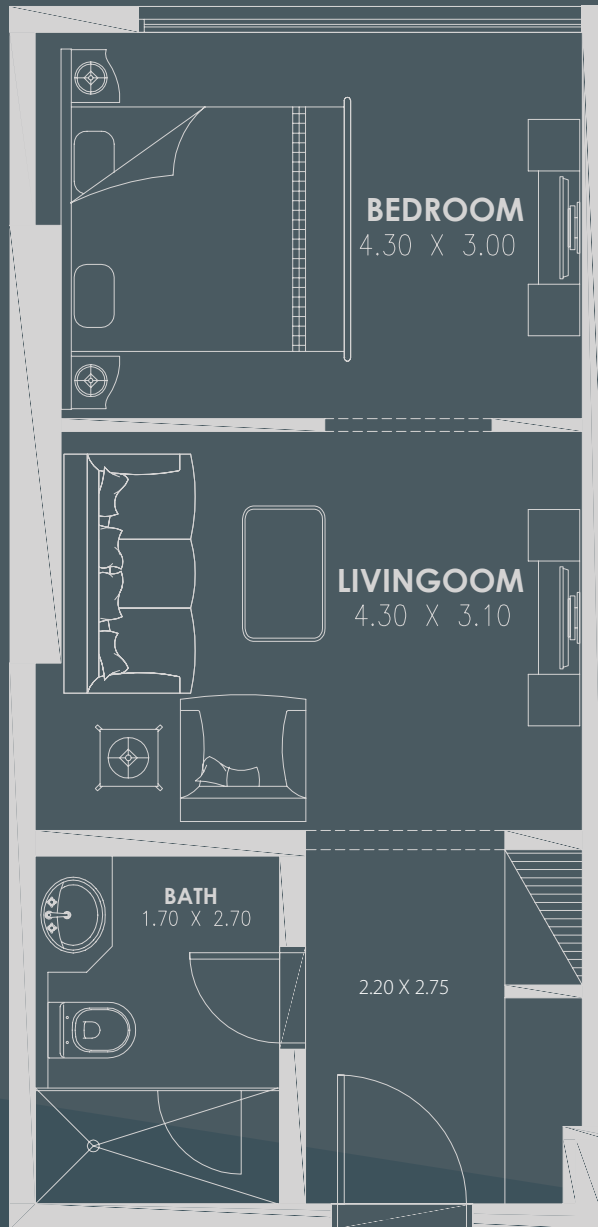 BEDROOM
4.30 X 3.00
LIVINGOOM
4.30 X 3.10
BATH
1.70 X 2.70
2.20 X 2.75